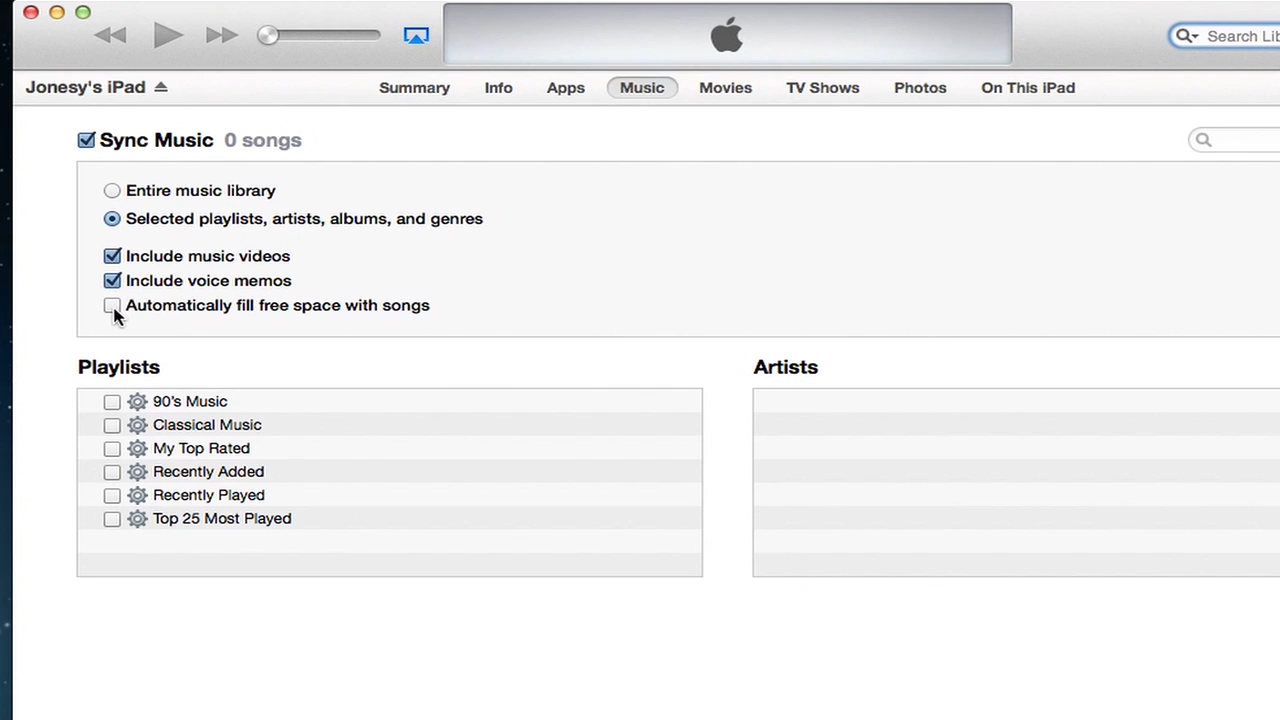 Search Lib
Jonesy's iPad Summary Info Apps Music Movies TV Shows Photos On This iPad
Sync Music 0 songs
Entire music library
Selected playlists, artists, albums, and genres
Include music videos
Include voice memos
Automatically fill free space with songs
Playlists
90's Music
Classical Music
My Top Rated
Recently Added
Recently Played
Top 25 Most Played
Artists